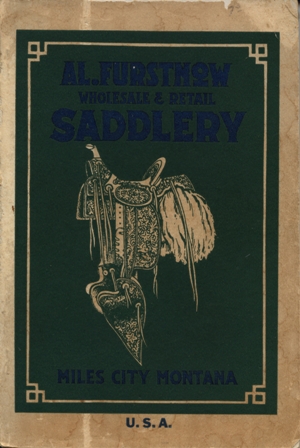 AL. FURSTNOW
WHOLESALE & RETAIL
SADDLERY
MILES CITY MONTANA
U. S. A.